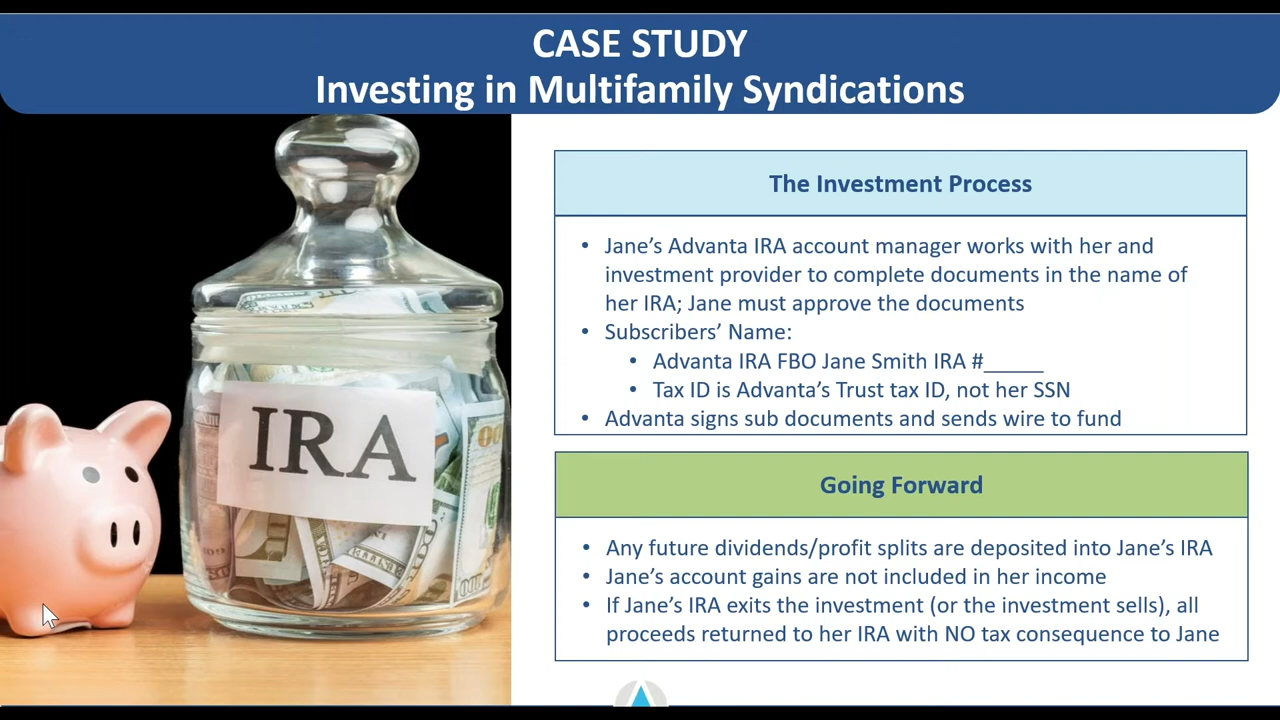 CASE STUDY
Investing in Multifamily Syndications
IRA
The Investment Process
• Jane's Advanta IRA account manager works with her and
investment provider to complete documents in the name of
her IRA; Jane must approve the documents
• Subscribers' Name:
• Advanta IRA FBO Jane Smith IRA #_____
• Tax ID is Advanta's Trust tax ID, not her SSN
• Advanta signs sub documents and sends wire to fund
Going Forward
• Any future dividends/profit splits are deposited into Jane's IRA
• Jane's account gains are not included in her income
• If Jane's IRA exits the investment (or the investment sells), all
proceeds returned to her IRA with NO tax consequence to Jane